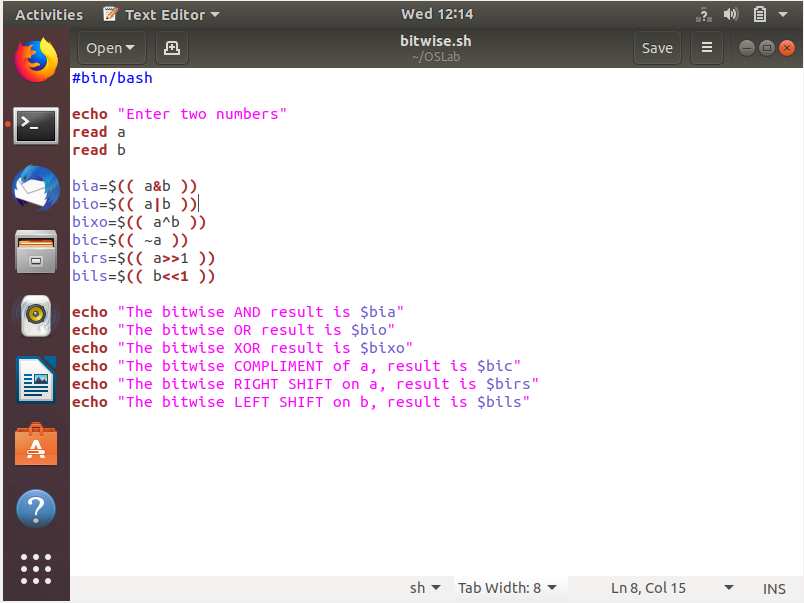 Activities Text Editor Wed 12:14
Open bitwise.sh Save
~/OSLab
#bin/bash
echo "Enter two numbers"
read a
read b
bia=$(( a&b ))
bio=$(( a|b ))
bixo=$(( a^b ))
bic=$(( ~a ))
birs=$(( a>>1 ))
bils=$(( b<<1 ))
echo "The bitwise AND result is $bia"
echo "The bitwise OR result is $bio"
echo "The bitwise XOR result is $bixo"
echo "The bitwise COMPLIMENT of a, result is $bic"
echo "The bitwise RIGHT SHIFT on a, result is $birs"
echo "The bitwise LEFT SHIFT on b, result is $bils"
sh Tab Width: 8 Ln 8, Col 15 INS